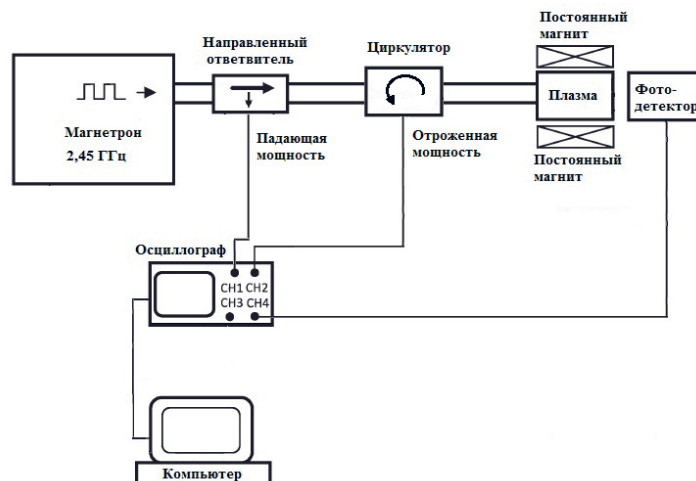 Постоянный
магнит
Направленный
ответвитель
Циркулятор
Магнетрон
2,45 ГГц
Плазма
Фото-
детектор
Падающая
мощность
Отроженная
мощность
Постоянный
магнит
Осциллограф
CH1 CH2
CH3 CH4
Компьютер